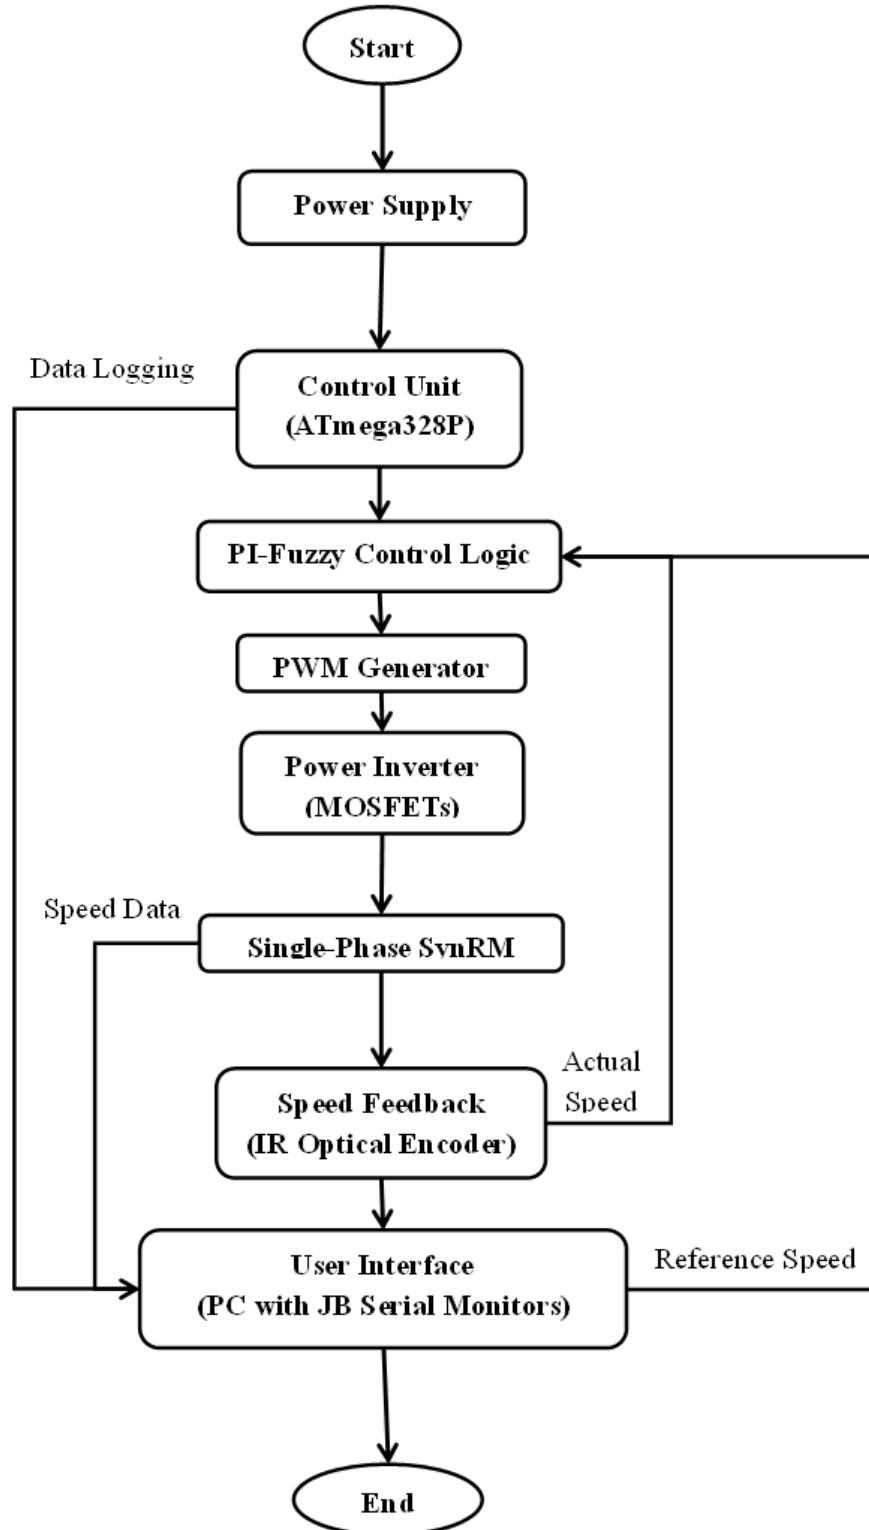 Start
Power Supply
Data Logging
Control Unit
(ATmega328P)
PI-Fuzzy Control Logic
PWM Generator
Power Inverter
(MOSFETs)
Speed Data
Single-Phase SynRM
Actual
Speed
Speed Feedback
(IR Optical Encoder)
User Interface
(PC with JB Serial Monitors)
Reference Speed
End